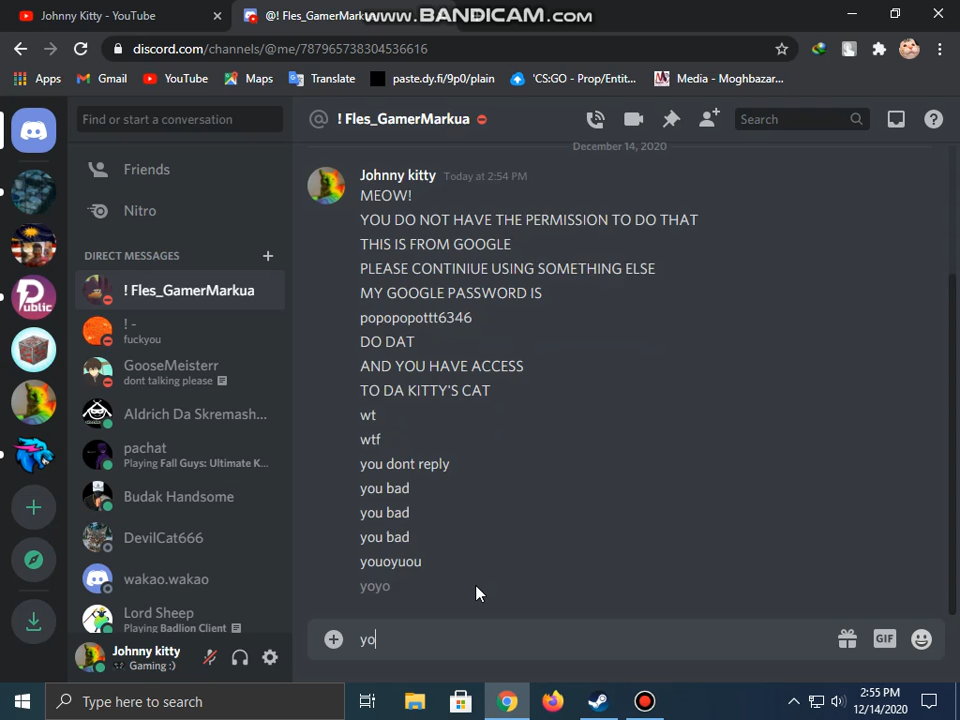 Johnny Kitty - YouTube
@! Fles_GamerMarku
WWW.BANDICAM.COM
discord.com/channels/@me/787965738304536616
Apps
Gmail
YouTube
Maps
Translate
paste.dy.fi/9p0/plain
'CS:GO - Prop/Entit...
Media - Moghbazar...
Find or start a conversation
@ ! Fles_GamerMarkua
Search
Friends
Nitro
DIRECT MESSAGES
! Fles_GamerMarkua
! -
fuckyou
GooseMeisterr
dont talking please
Aldrich Da Skremash...
pachat
Playing Fall Guys: Ultimate K...
Budak Handsome
DevilCat666
wakao.wakao
Lord Sheep
Playing Badlion Client
Public
Johnny kitty
Gaming :)
December 14, 2020
Johnny kitty Today at 2:54 PM
MEOW!
YOU DO NOT HAVE THE PERMISSION TO DO THAT
THIS IS FROM GOOGLE
PLEASE CONTINIUE USING SOMETHING ELSE
MY GOOGLE PASSWORD IS
popopopottt6346
DO DAT
AND YOU HAVE ACCESS
TO DA KITTY'S CAT
wt
wtf
you dont reply
you bad
you bad
you bad
youoyuou
yoyo
yo
GIF
Type here to search
2:55 PM
12/14/2020